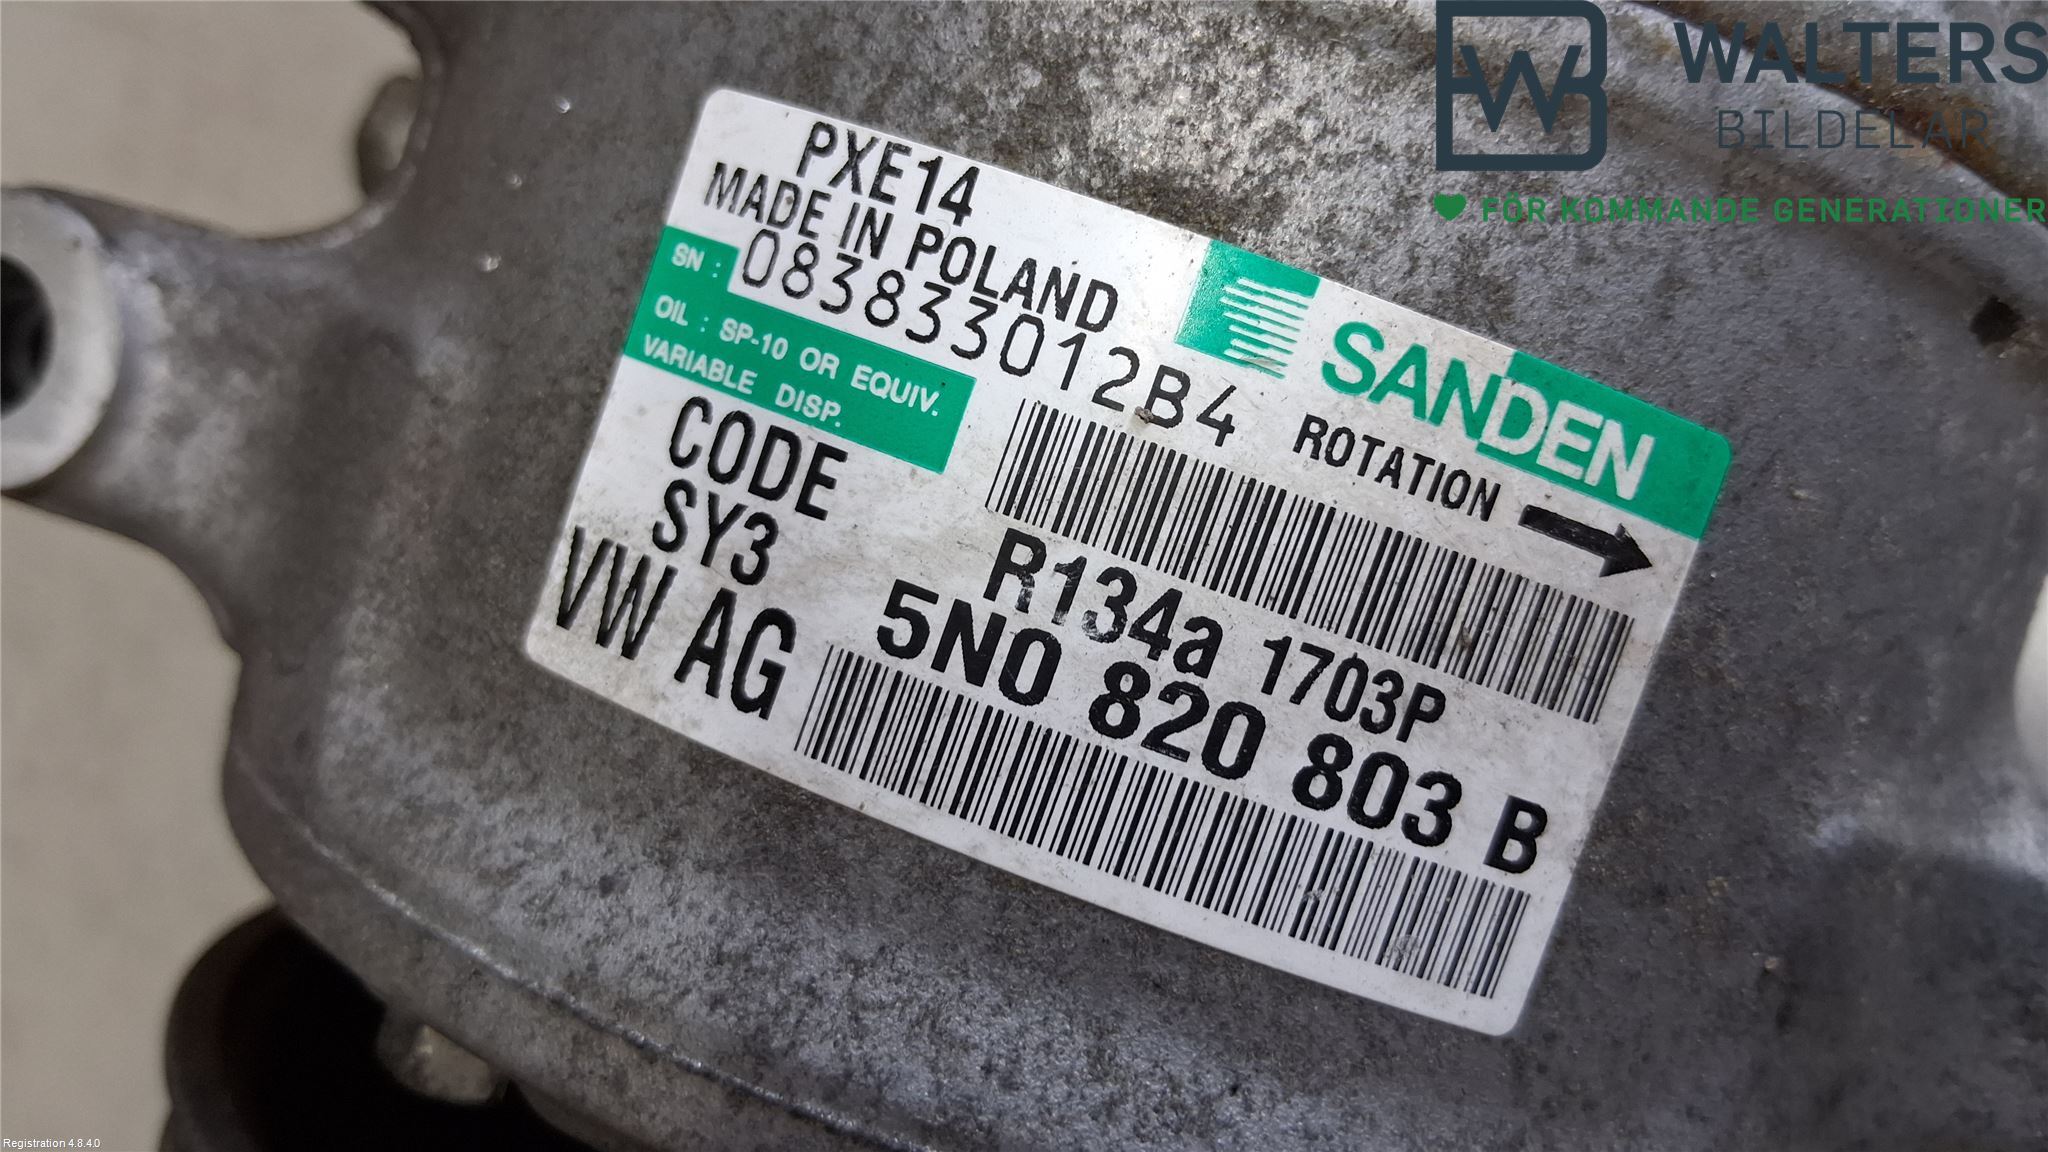 WALTERS
BILDELAR
FÖR KOMMANDE GENERATIONER
PXE14
MADE IN POLAND
SN : 083833012B4
OIL : SP-10 OR EQUIV.
VARIABLE DISP.
SANDEN
ROTATION
CODE
SY3
VW AG
R134a 1703P
5N0 820 803 B
Registration 4.8.4.0